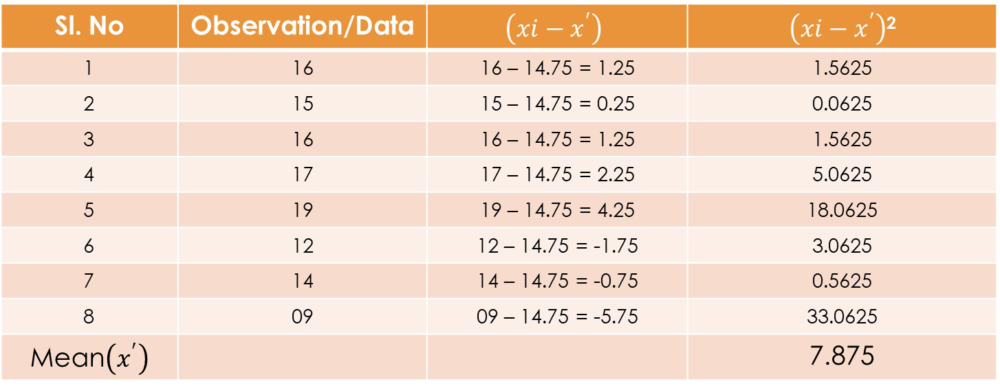 Sl. No Observation/Data (xi – x′) (xi – x′)²
1 16 16 – 14.75 = 1.25 1.5625
2 15 15 – 14.75 = 0.25 0.0625
3 16 16 – 14.75 = 1.25 1.5625
4 17 17 – 14.75 = 2.25 5.0625
5 19 19 – 14.75 = 4.25 18.0625
6 12 12 – 14.75 = -1.75 3.0625
7 14 14 – 14.75 = -0.75 0.5625
8 09 09 – 14.75 = -5.75 33.0625
Mean(x′) 7.875